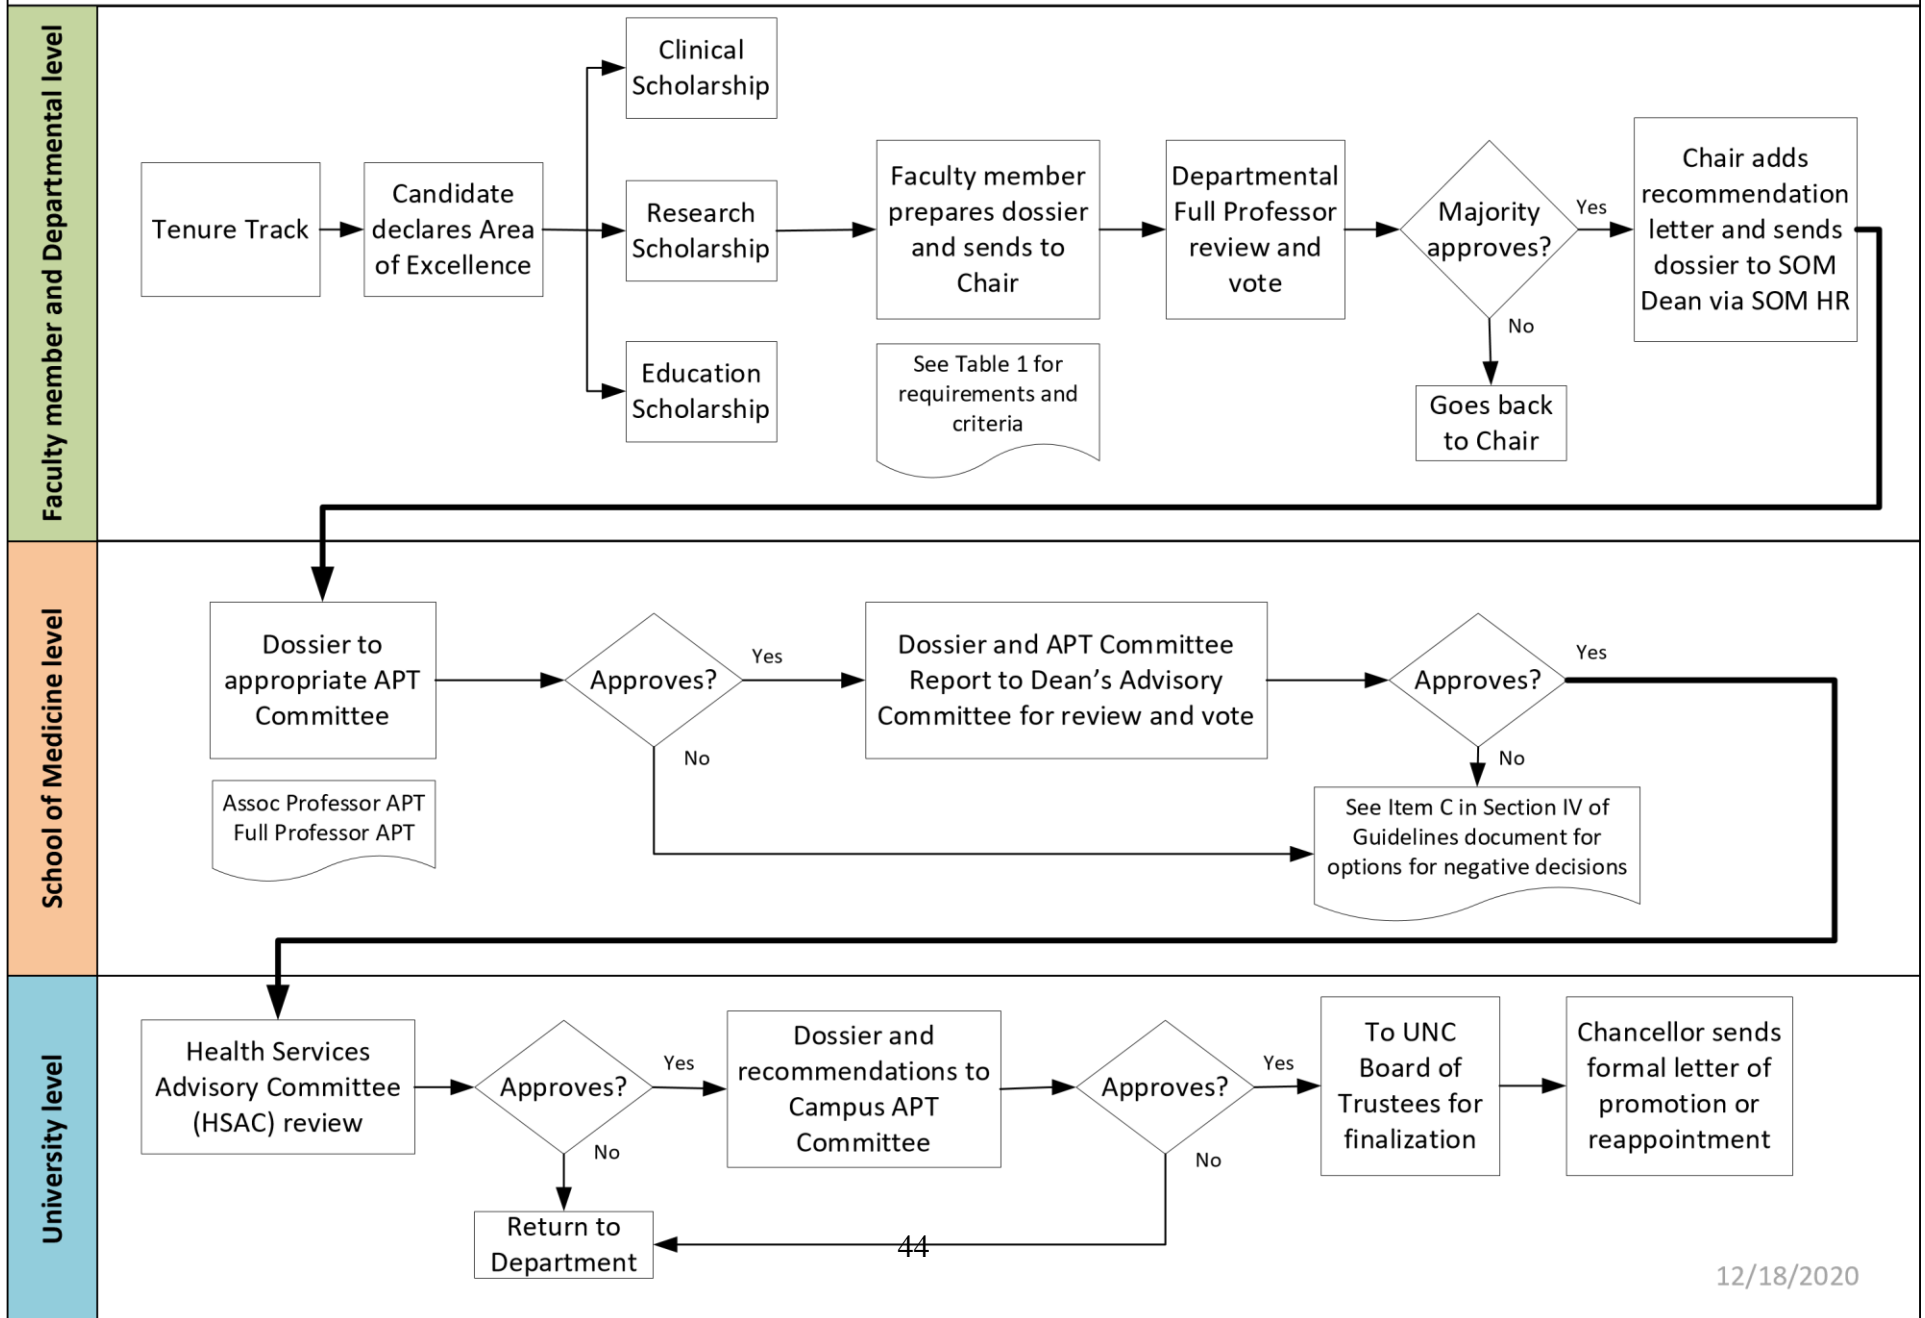 Faculty member and Departmental level
Tenure Track
Candidate
declares Area
of Excellence
Clinical
Scholarship
Research
Scholarship
Education
Scholarship
Faculty member
prepares dossier
and sends to
Chair
See Table 1 for
requirements and
criteria
Departmental
Full Professor
review and
vote
Majority
approves?
Yes
No
Goes back
to Chair
Chair adds
recommendation
letter and sends
dossier to SOM
Dean via SOM HR
School of Medicine level
Dossier to
appropriate APT
Committee
Assoc Professor APT
Full Professor APT
Approves?
Yes
No
Dossier and APT Committee
Report to Dean’s Advisory
Committee for review and vote
Approves?
Yes
No
See Item C in Section IV of
Guidelines document for
options for negative decisions
University level
Health Services
Advisory Committee
(HSAC) review
Approves?
Yes
No
Return to
Department
Dossier and
recommendations to
Campus APT
Committee
Approves?
Yes
No
To UNC
Board of
Trustees for
finalization
Chancellor sends
formal letter of
promotion or
reappointment
44
12/18/2020